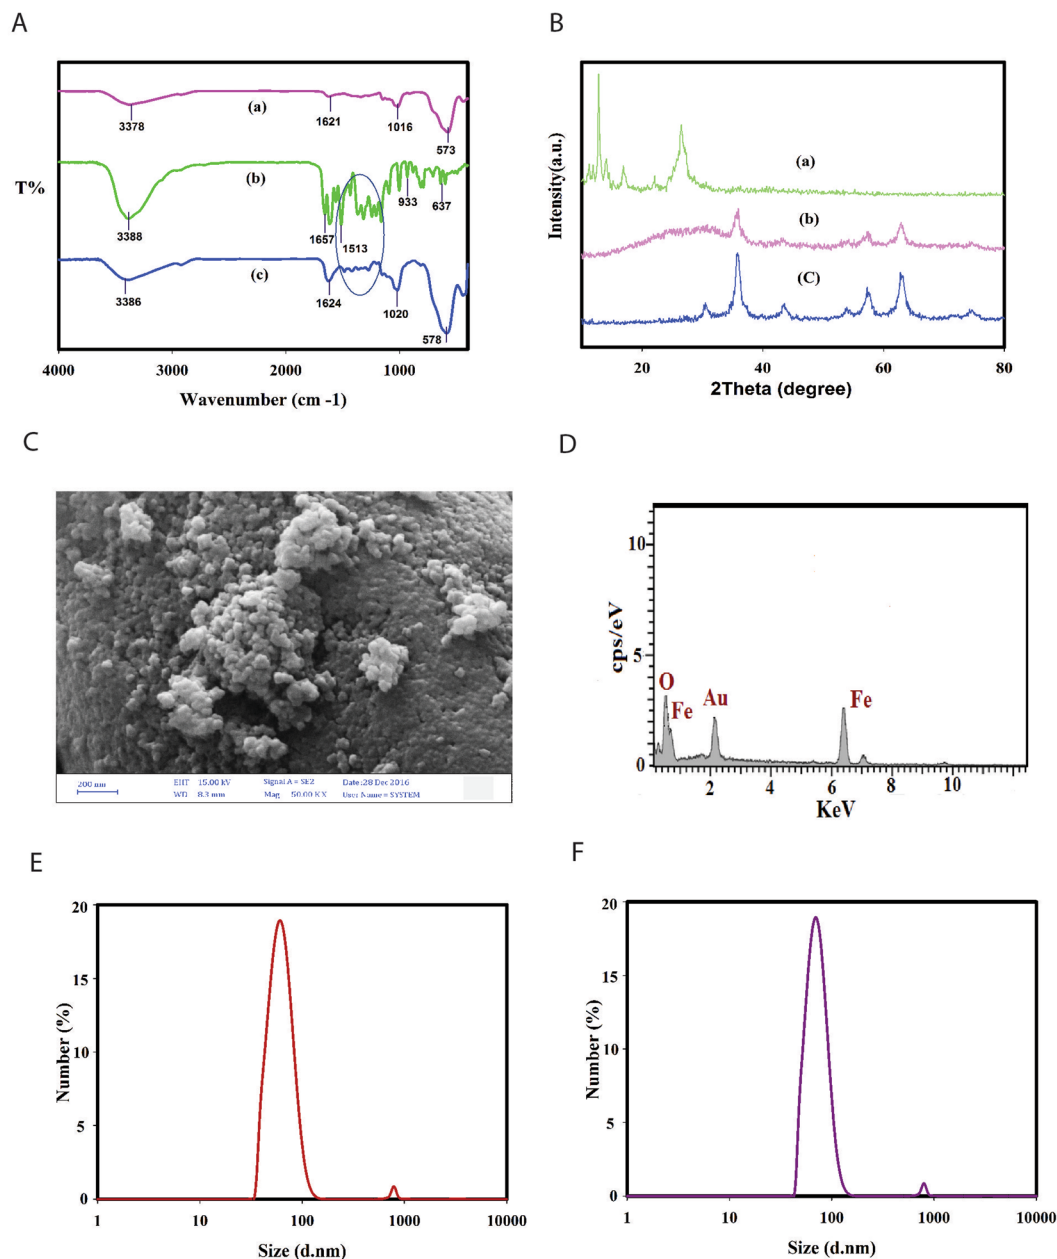 A
(a)
3378
1621
1016
573
(b)
T%
3388
1657
1513
933
637
(c)
3386
1624
1020
578
4000
3000
2000
1000
Wavenumber (cm -1)
B
Intensity(a.u.)
(a)
(b)
(C)
20
40
60
80
2Theta (degree)
C
200 nm
EHT 15.00 kV
WD 8.3 mm
Signal A = SE2
Mag 50.00 KX
Date :28 Dec 2016
User Name = SYSTEM
D
cps/eV
10
5
0
O
Fe
Au
Fe
2
4
6
8
10
KeV
E
Number (%)
20
15
10
5
0
1
10
100
1000
10000
Size (d.nm)
F
Number (%)
20
15
10
5
0
1
10
100
1000
10000
Size (d.nm)